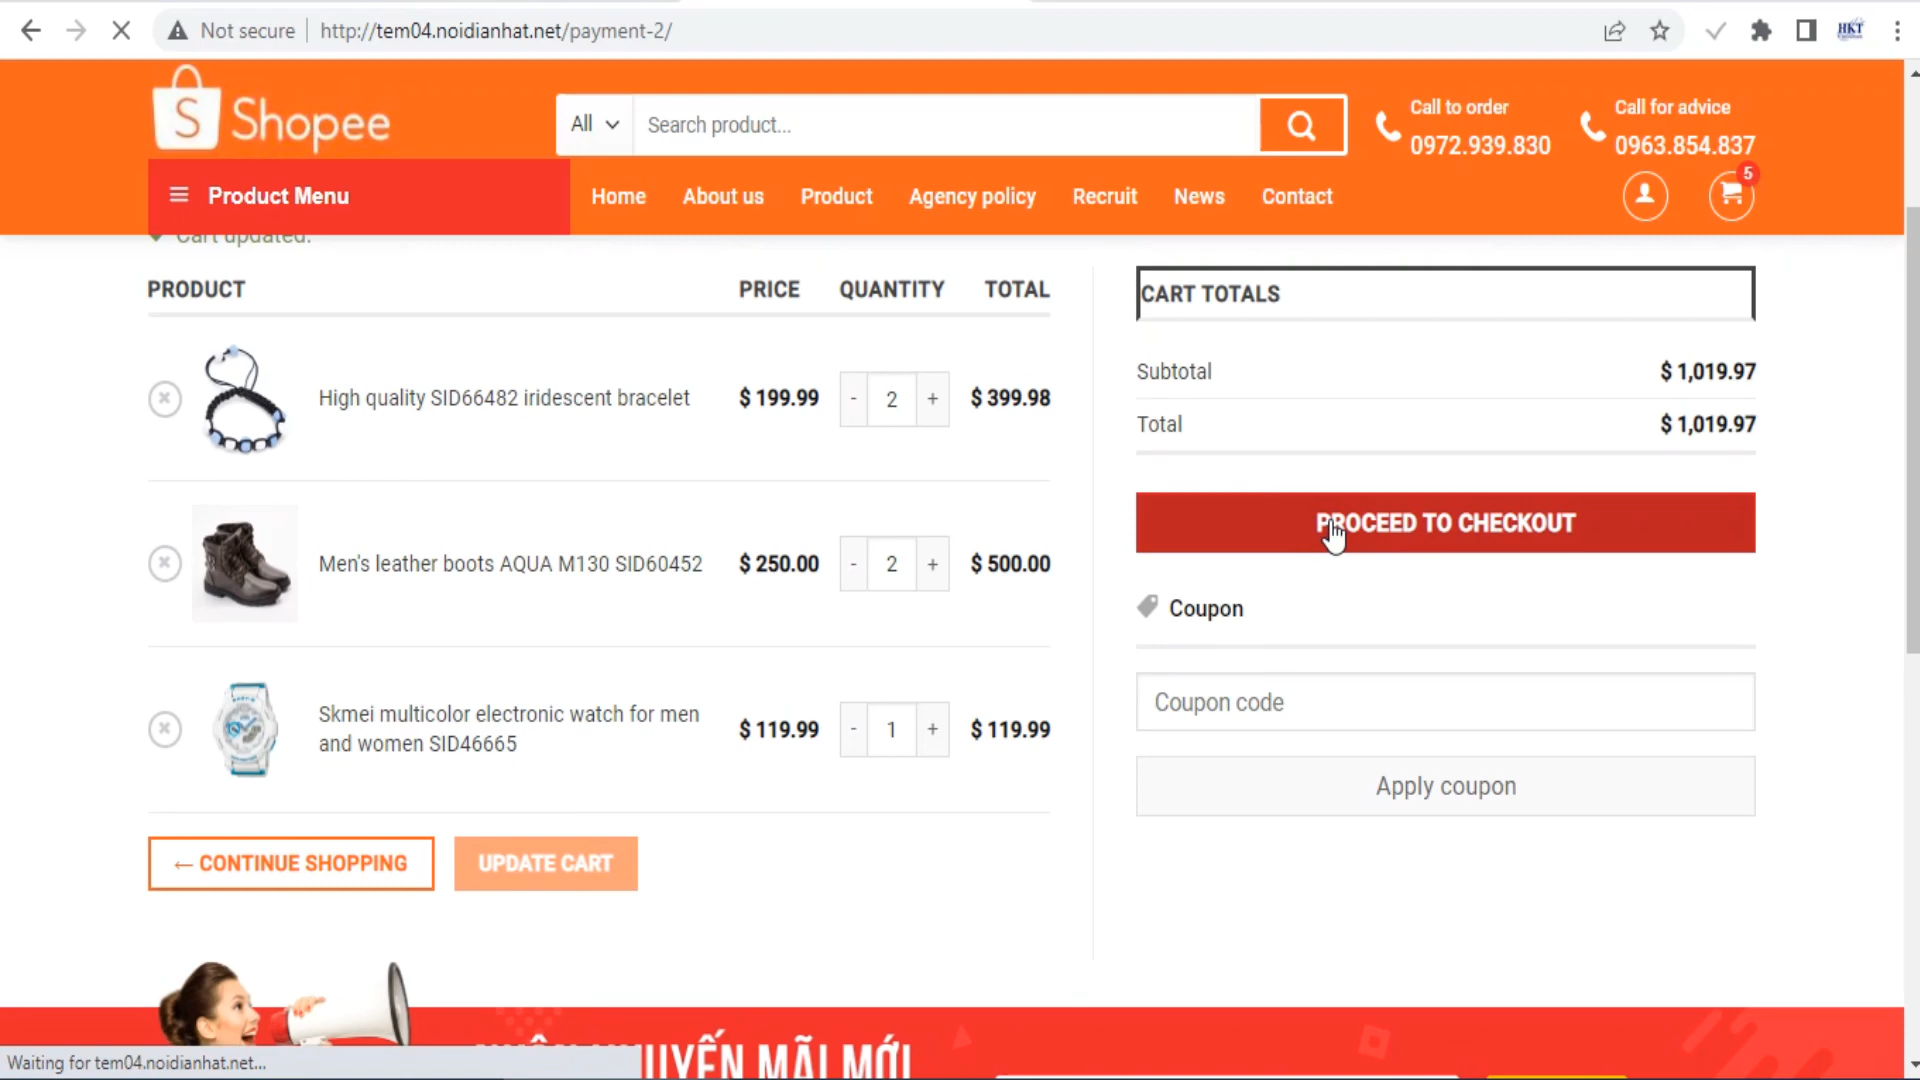 Not secure http://tem04.noidianhat.net/payment-2/
HKT
S Shopee
All
Search product...
Call to order
0972.939.830
Call for advice
0963.854.837
Product Menu
Home
About us
Product
Agency policy
Recruit
News
Contact
5
Cart updated.
PRODUCT PRICE QUANTITY TOTAL
High quality SID66482 iridescent bracelet $ 199.99 - 2 + $ 399.98
Men's leather boots AQUA M130 SID60452 $ 250.00 - 2 + $ 500.00
Skmei multicolor electronic watch for men
and women SID46665 $ 119.99 - 1 + $ 119.99
← CONTINUE SHOPPING
UPDATE CART
CART TOTALS
Subtotal $ 1,019.97
Total $ 1,019.97
PROCEED TO CHECKOUT
Coupon
Coupon code
Apply coupon
MÃI MỚI
Waiting for tem04.noidianhat.net...